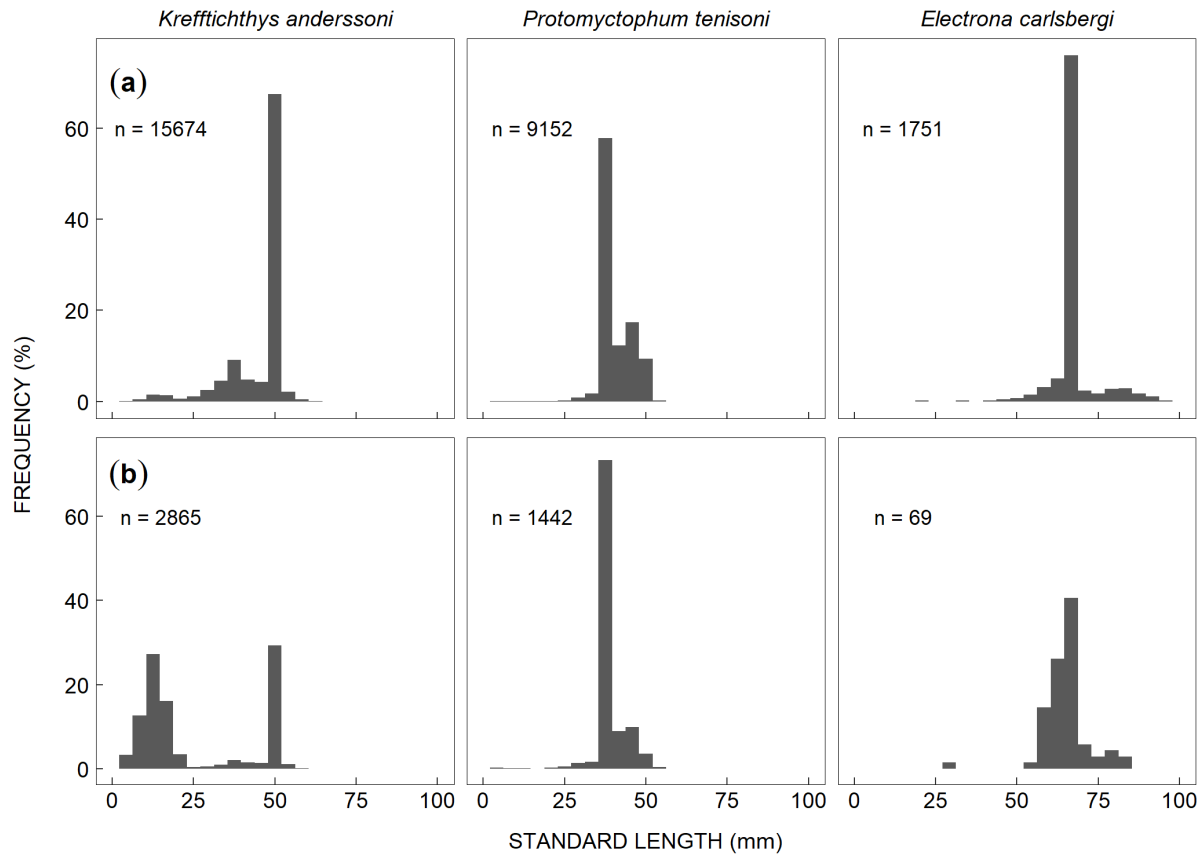 Krefftichthys anderssoni
Protomyctophum tenisoni
Electrona carlsbergi
(a)
n = 15674
n = 9152
n = 1751
60
40
20
0
(b)
n = 2865
n = 1442
n = 69
60
40
20
0
0 25 50 75 100
0 25 50 75 100
0 25 50 75 100
FREQUENCY (%)
STANDARD LENGTH (mm)